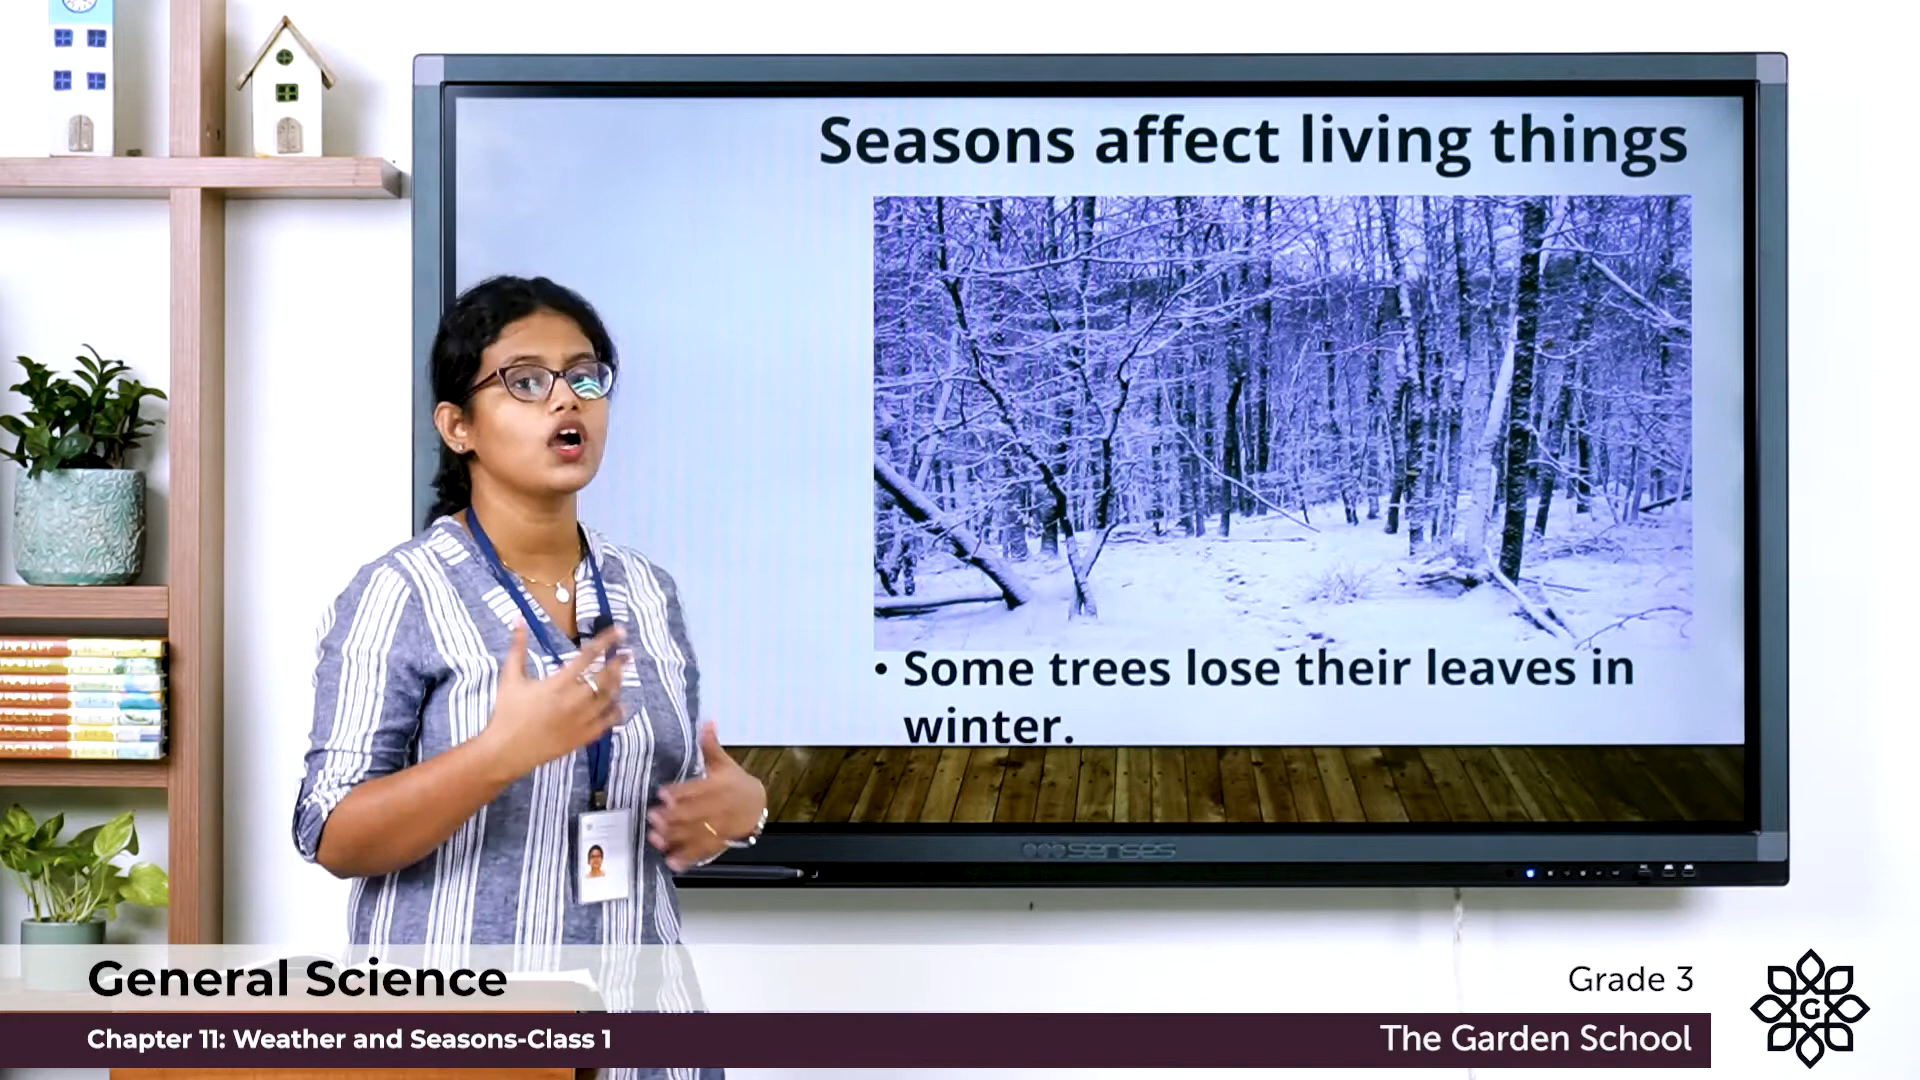 Seasons affect living things
• Some trees lose their leaves in
winter.
senses
General Science
Grade 3
Chapter 11: Weather and Seasons-Class 1
The Garden School
G